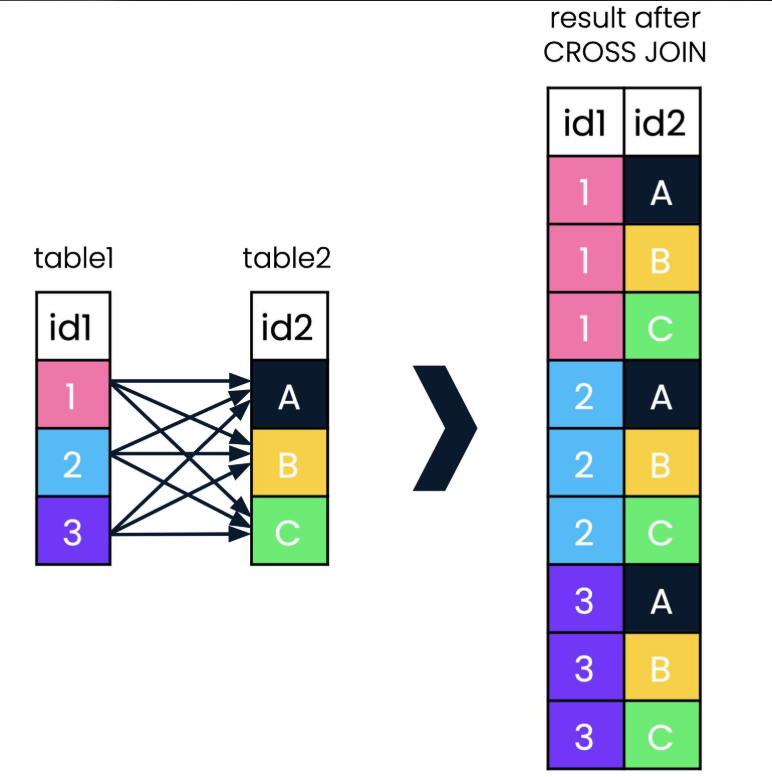 result after
CROSS JOIN
id1 id2
1 A
1 B
1 C
2 A
2 B
2 C
3 A
3 B
3 C
table1
id1
1
2
3
table2
id2
A
B
C